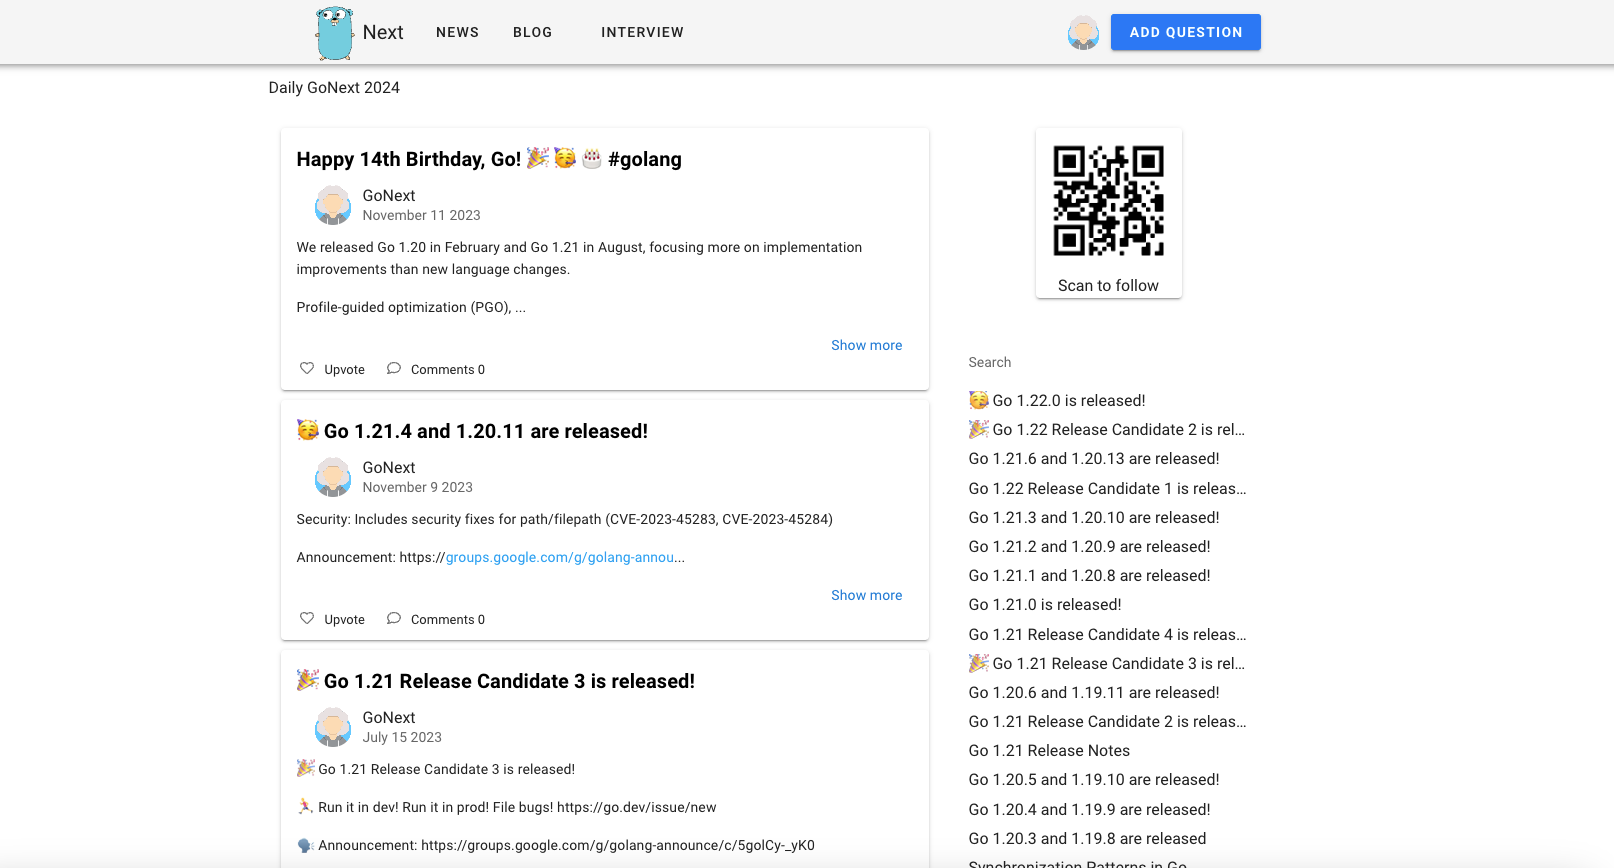 Next NEWS BLOG INTERVIEW ADD QUESTION
Daily GoNext 2024
Happy 14th Birthday, Go! 🎉 🥳 🎂 #golang
GoNext
November 11 2023
We released Go 1.20 in February and Go 1.21 in August, focusing more on implementation
improvements than new language changes.
Profile-guided optimization (PGO), ...
Show more
Upvote Comments 0
🥳 Go 1.21.4 and 1.20.11 are released!
GoNext
November 9 2023
Security: Includes security fixes for path/filepath (CVE-2023-45283, CVE-2023-45284)
Announcement: https://groups.google.com/g/golang-annou...
Show more
Upvote Comments 0
🎉 Go 1.21 Release Candidate 3 is released!
GoNext
July 15 2023
🎉 Go 1.21 Release Candidate 3 is released!
🏃‍♀️ Run it in dev! Run it in prod! File bugs! https://go.dev/issue/new
🗣️ Announcement: https://groups.google.com/g/golang-announce/c/5golCy-_yK0
Scan to follow
Search
🥳 Go 1.22.0 is released!
🎉 Go 1.22 Release Candidate 2 is rel...
Go 1.21.6 and 1.20.13 are released!
Go 1.22 Release Candidate 1 is releas...
Go 1.21.3 and 1.20.10 are released!
Go 1.21.2 and 1.20.9 are released!
Go 1.21.1 and 1.20.8 are released!
Go 1.21.0 is released!
Go 1.21 Release Candidate 4 is releas...
🎉 Go 1.21 Release Candidate 3 is rel...
Go 1.20.6 and 1.19.11 are released!
Go 1.21 Release Candidate 2 is releas...
Go 1.21 Release Notes
Go 1.20.5 and 1.19.10 are released!
Go 1.20.4 and 1.19.9 are released!
Go 1.20.3 and 1.19.8 are released
Synchronization Patterns in Go